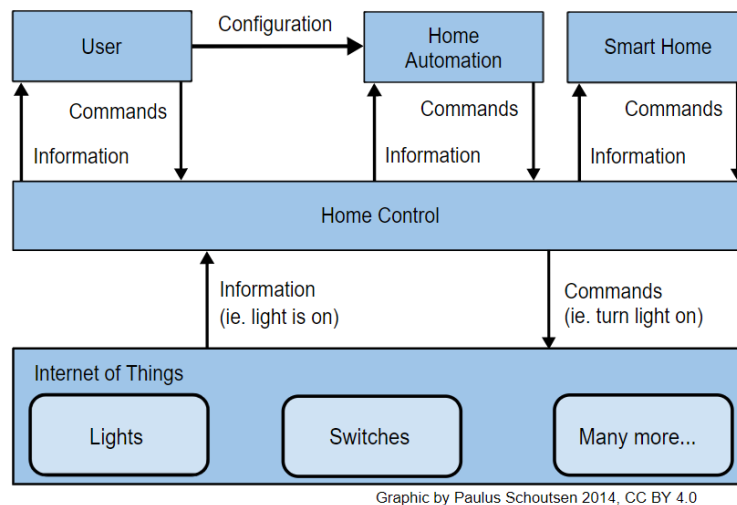 User
Configuration
Home
Automation
Smart Home
Commands
Information
Commands
Information
Commands
Information
Home Control
Information
(ie. light is on)
Commands
(ie. turn light on)
Internet of Things
Lights
Switches
Many more...
Graphic by Paulus Schoutsen 2014, CC BY 4.0